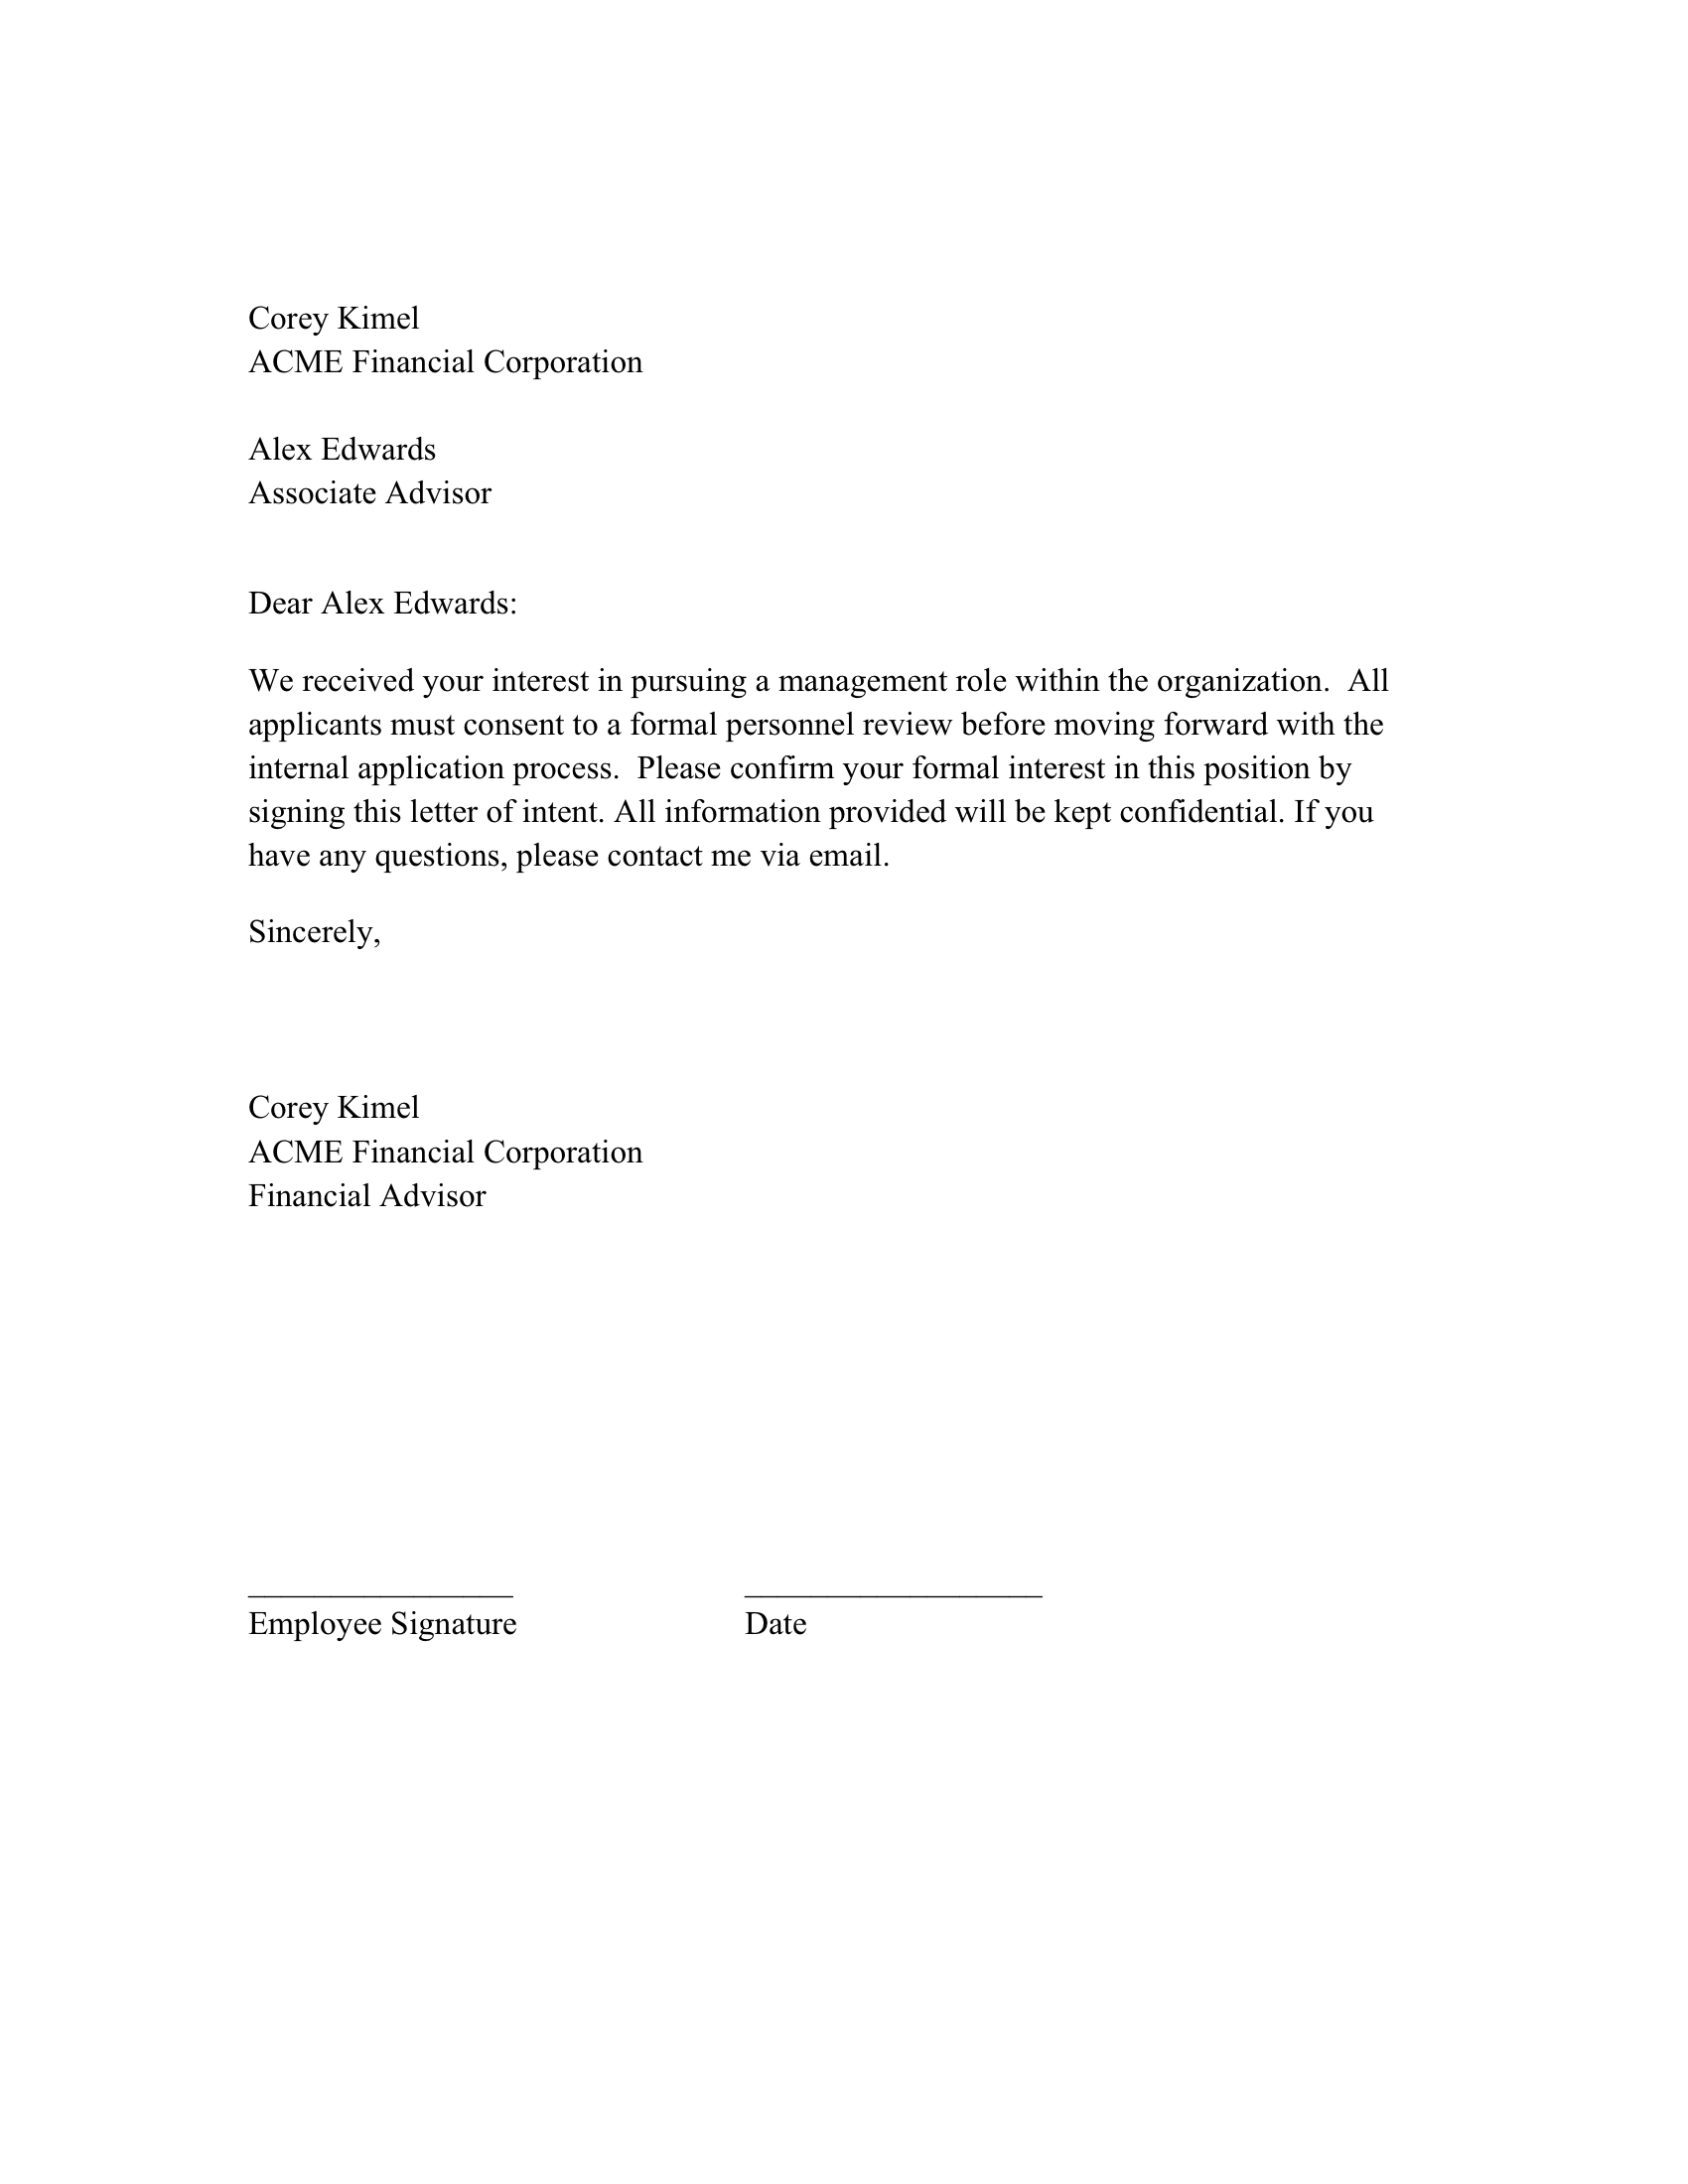 Corey Kimel
ACME Financial Corporation
Alex Edwards
Associate Advisor
Dear Alex Edwards:
We received your interest in pursuing a management role within the organization.  All
applicants must consent to a formal personnel review before moving forward with the
internal application process.  Please confirm your formal interest in this position by
signing this letter of intent. All information provided will be kept confidential. If you
have any questions, please contact me via email.
Sincerely,
Corey Kimel
ACME Financial Corporation
Financial Advisor
________________ __________________
Employee Signature Date